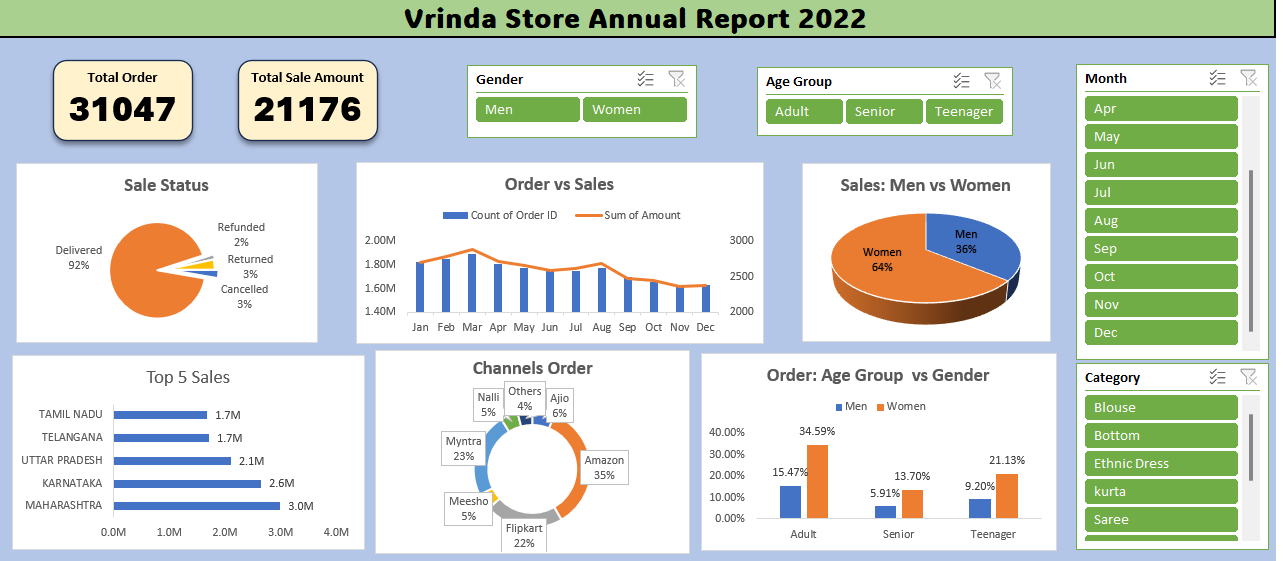 Vrinda Store Annual Report 2022
Total Order
31047
Total Sale Amount
21176
Gender
Men
Women
Age Group
Adult
Senior
Teenager
Month
Apr
May
Jun
Jul
Aug
Sep
Oct
Nov
Dec
Sale Status
Refunded
2%
Delivered
92%
Returned
3%
Cancelled
3%
Order vs Sales
Count of Order ID
Sum of Amount
2.00M
1.80M
1.60M
1.40M
3000
2500
2000
Jan Feb Mar Apr May Jun Jul Aug Sep Oct Nov Dec
Sales: Men vs Women
Men
36%
Women
64%
Top 5 Sales
TAMIL NADU 1.7M
TELANGANA 1.7M
UTTAR PRADESH 2.1M
KARNATAKA 2.6M
MAHARASHTRA 3.0M
0.0M 1.0M 2.0M 3.0M 4.0M
Channels Order
Nalli
5%
Others
4%
Ajio
6%
Myntra
23%
Amazon
35%
Meesho
5%
Flipkart
22%
Order: Age Group  vs Gender
Men Women
40.00%
30.00%
20.00%
10.00%
0.00%
15.47%
34.59%
5.91%
13.70%
9.20%
21.13%
Adult Senior Teenager
Category
Blouse
Bottom
Ethnic Dress
kurta
Saree